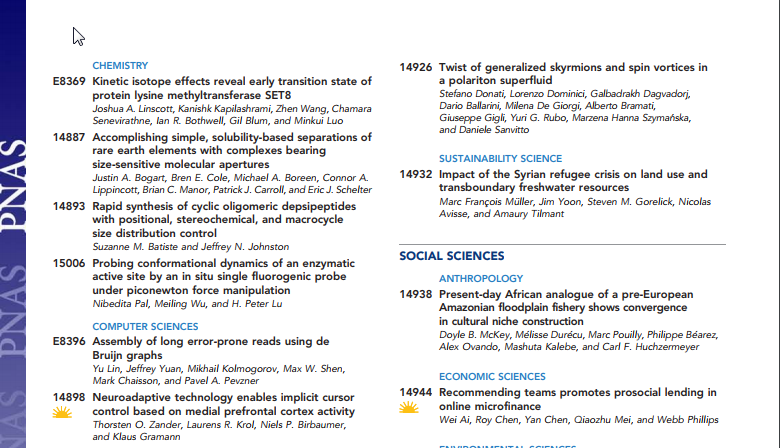 PNAS
PNAS
PNAS
CHEMISTRY
E8369 Kinetic isotope effects reveal early transition state of
protein lysine methyltransferase SET8
Joshua A. Linscott, Kanishk Kapilashrami, Zhen Wang, Chamara
Senevirathne, Ian R. Bothwell, Gil Blum, and Minkui Luo
14887 Accomplishing simple, solubility-based separations of
rare earth elements with complexes bearing
size-sensitive molecular apertures
Justin A. Bogart, Bren E. Cole, Michael A. Boreen, Connor A.
Lippincott, Brian C. Manor, Patrick J. Carroll, and Eric J. Schelter
14893 Rapid synthesis of cyclic oligomeric depsipeptides
with positional, stereochemical, and macrocycle
size distribution control
Suzanne M. Batiste and Jeffrey N. Johnston
15006 Probing conformational dynamics of an enzymatic
active site by an in situ single fluorogenic probe
under piconewton force manipulation
Nibedita Pal, Meiling Wu, and H. Peter Lu
COMPUTER SCIENCES
E8396 Assembly of long error-prone reads using de
Bruijn graphs
Yu Lin, Jeffrey Yuan, Mikhail Kolmogorov, Max W. Shen,
Mark Chaisson, and Pavel A. Pevzner
14898 Neuroadaptive technology enables implicit cursor
control based on medial prefrontal cortex activity
Thorsten O. Zander, Laurens R. Krol, Niels P. Birbaumer,
and Klaus Gramann
14926 Twist of generalized skyrmions and spin vortices in
a polariton superfluid
Stefano Donati, Lorenzo Dominici, Galbadrakh Dagvadorj,
Dario Ballarini, Milena De Giorgi, Alberto Bramati,
Giuseppe Gigli, Yuri G. Rubo, Marzena Hanna Szymańska,
and Daniele Sanvitto
SUSTAINABILITY SCIENCE
14932 Impact of the Syrian refugee crisis on land use and
transboundary freshwater resources
Marc François Müller, Jim Yoon, Steven M. Gorelick, Nicolas
Avisse, and Amaury Tilmant
SOCIAL SCIENCES
ANTHROPOLOGY
14938 Present-day African analogue of a pre-European
Amazonian floodplain fishery shows convergence
in cultural niche construction
Doyle B. McKey, Mélisse Durécu, Marc Pouilly, Philippe Béarez,
Alex Ovando, Mashuta Kalebe, and Carl F. Huchzermeyer
ECONOMIC SCIENCES
14944 Recommending teams promotes prosocial lending in
online microfinance
Wei Ai, Roy Chen, Yan Chen, Qiaozhu Mei, and Webb Phillips
ENVIRONMENTAL SCIENCES